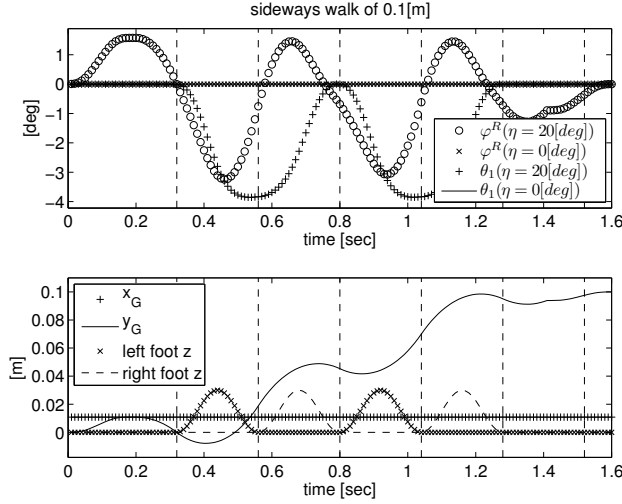 sideways walk of 0.1[m]
1
0
−1
−2
−3
−4
[deg]
φ^R(η = 20[deg])
φ^R(η = 0[deg])
θ_1(η = 20[deg])
θ_1(η = 0[deg])
0 0.2 0.4 0.6 0.8 1 1.2 1.4 1.6
time [sec]
0.1
0.08
0.06
0.04
0.02
0
[m]
x_G
y_G
left foot z
right foot z
0 0.2 0.4 0.6 0.8 1 1.2 1.4 1.6
time [sec]